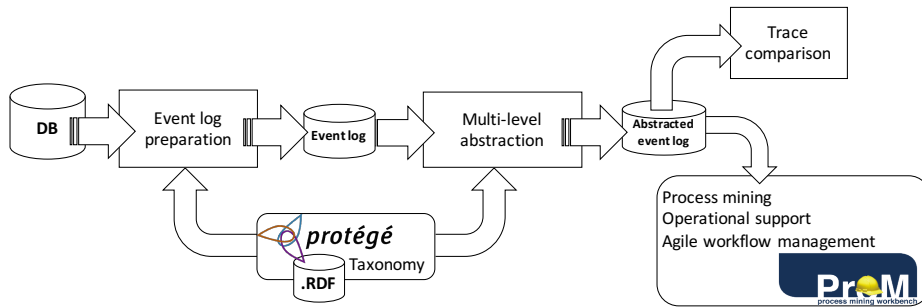 DB
Event log
preparation
Event log
Multi-level
abstraction
Abstracted
event log
Trace
comparison
protégé
Taxonomy
.RDF
Process mining
Operational support
Agile workflow management
ProM
process mining workbench